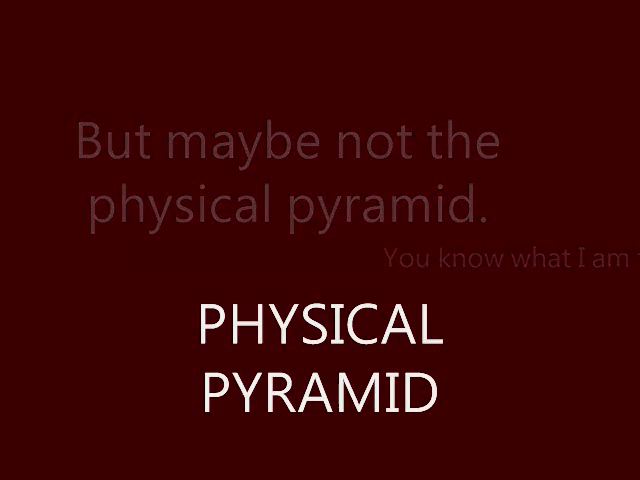 But maybe not the
physical pyramid.
You know what I am
PHYSICAL
PYRAMID